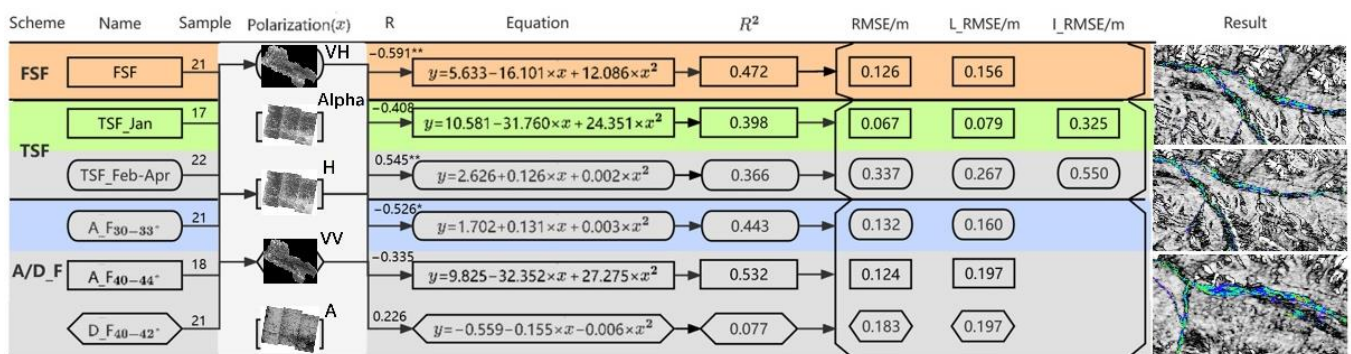 Scheme Name Sample Polarization(x) R Equation R² RMSE/m L_RMSE/m I_RMSE/m Result
FSF FSF 21 VH −0.591** y=5.633−16.101×x+12.086×x² 0.472 0.126 0.156
Alpha
TSF TSF_Jan 17 −0.408 y=10.581−31.760×x+24.351×x² 0.398 0.067 0.079 0.325
TSF_Feb-Apr 22 H 0.545** y=2.626+0.126×x+0.002×x² 0.366 0.337 0.267 0.550
A_F30−33° 21 −0.526* y=1.702+0.131×x+0.003×x² 0.443 0.132 0.160
VV
A/D_F A_F40−44° 18 −0.335 y=9.825−32.352×x+27.275×x² 0.532 0.124 0.197
D_F40−42° 21 A 0.226 y=−0.559−0.155×x−0.006×x² 0.077 0.183 0.197